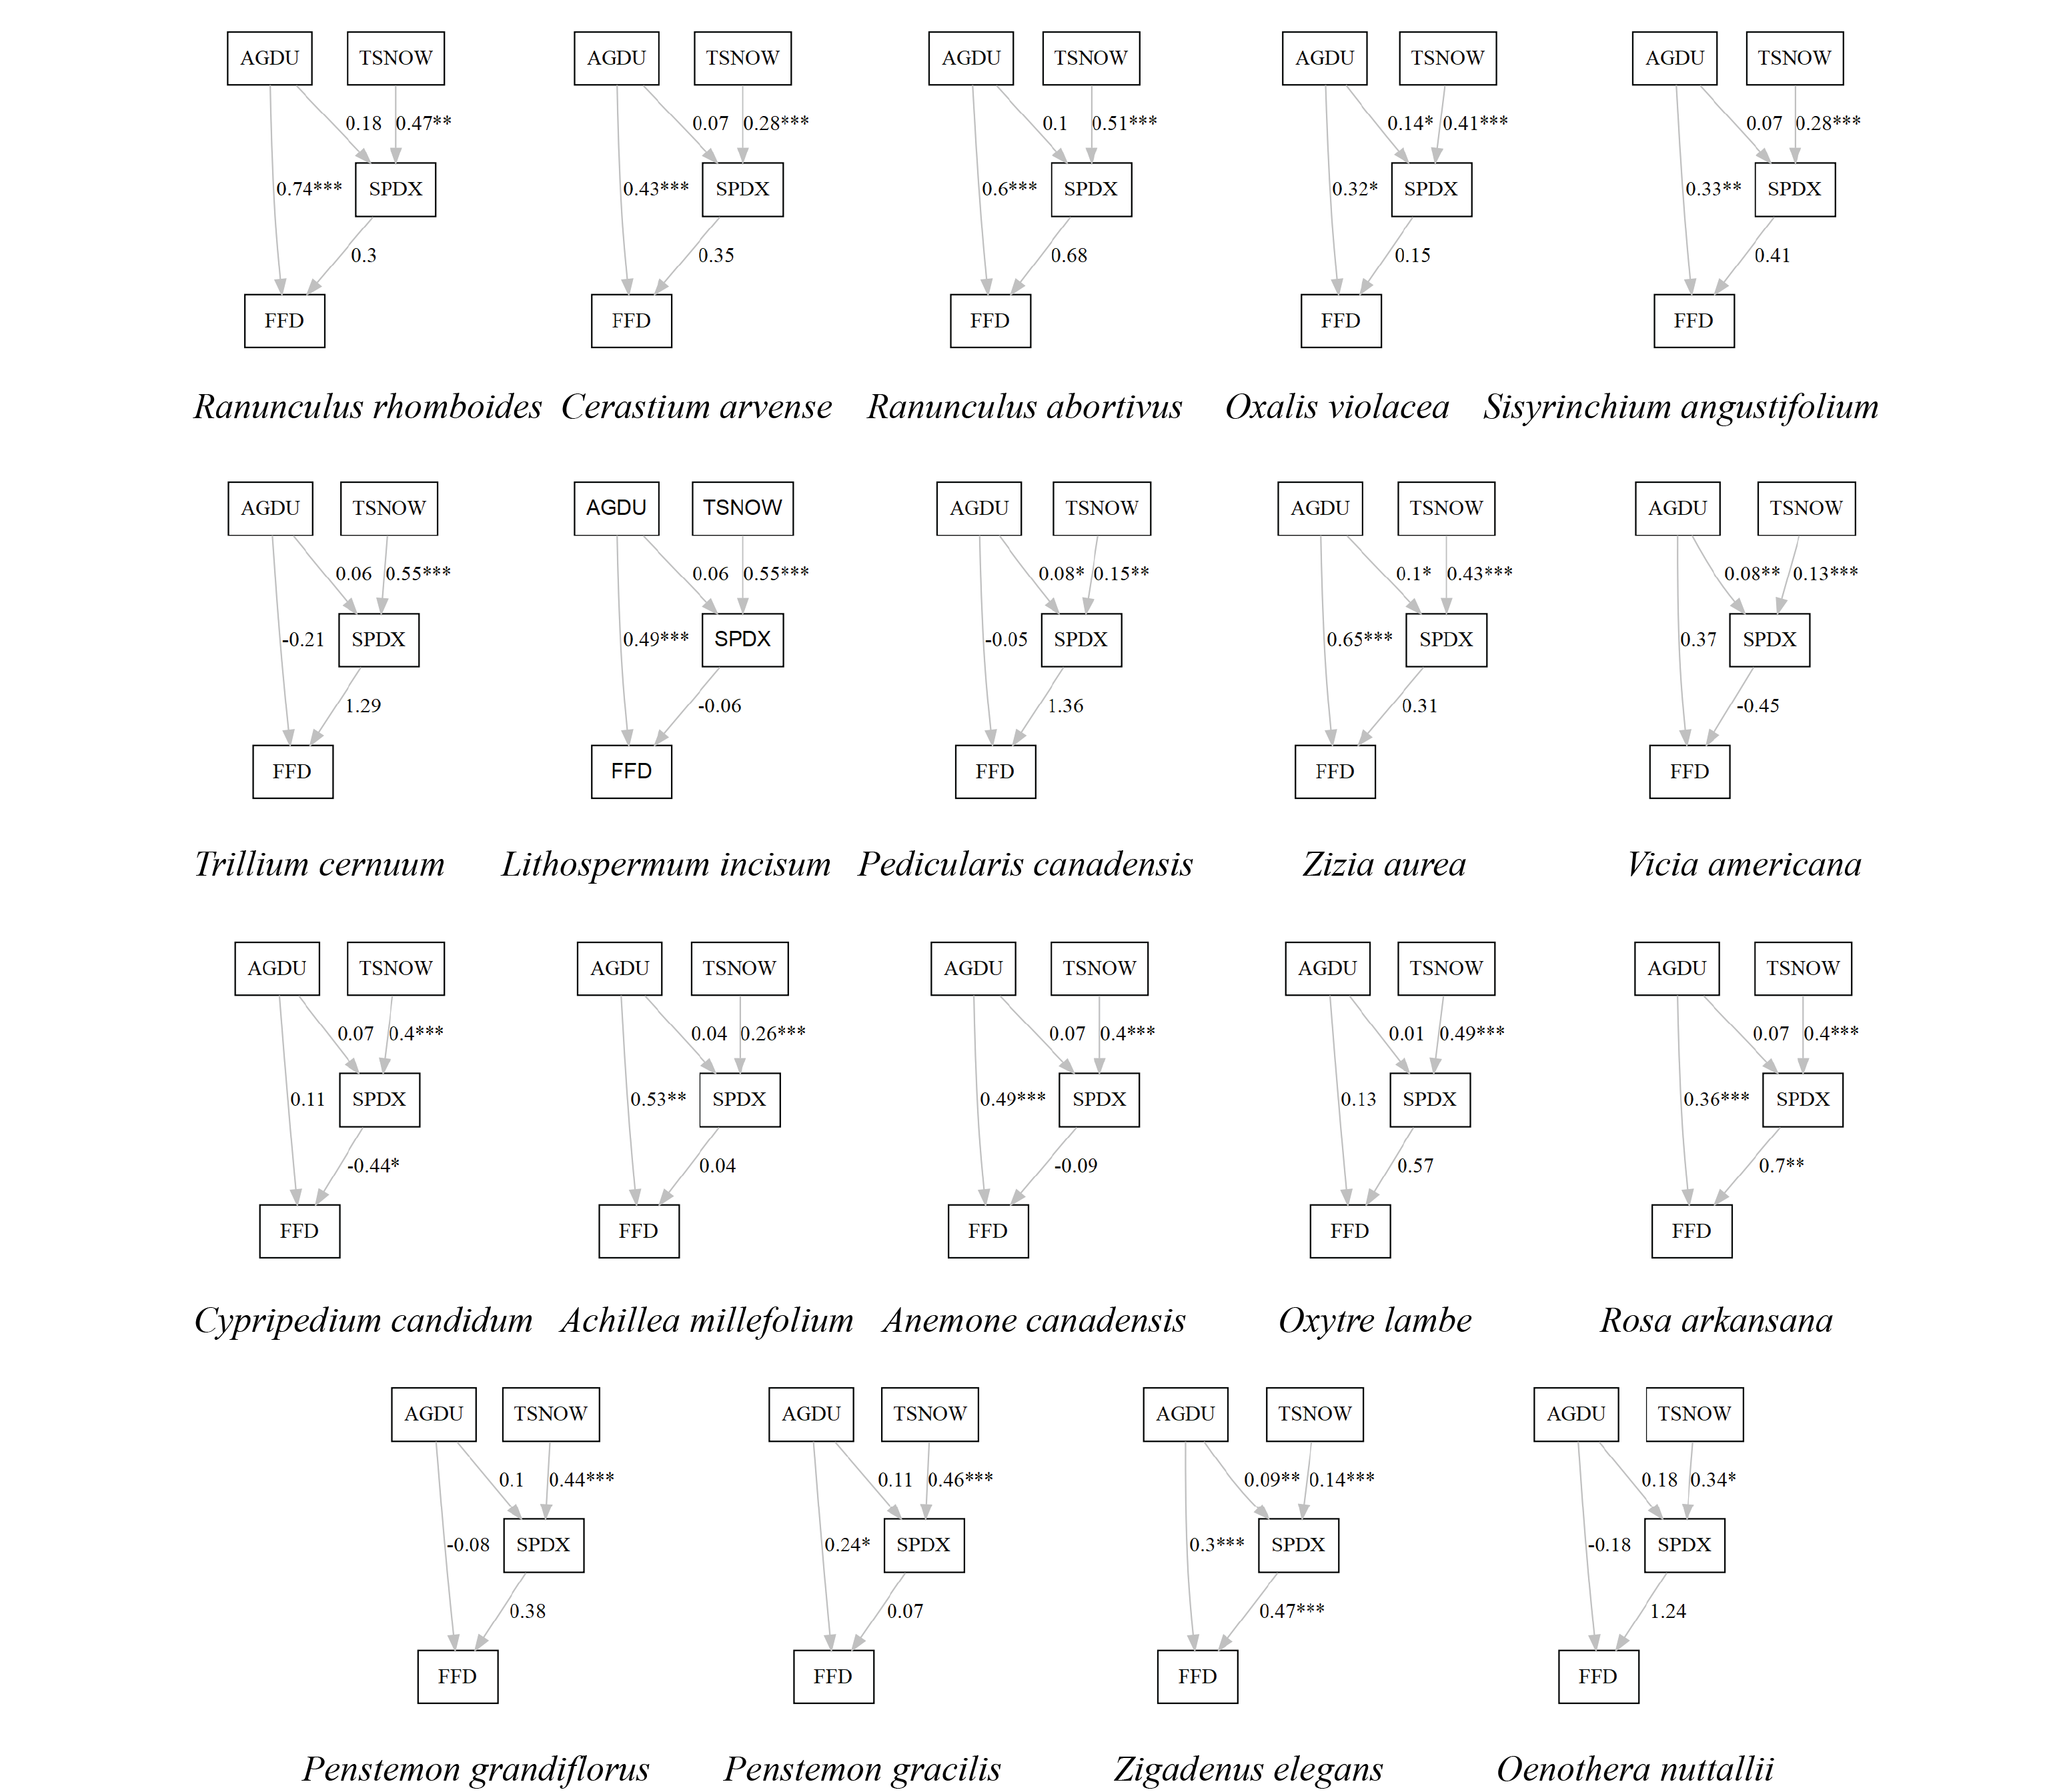 AGDU TSNOW AGDU TSNOW AGDU TSNOW AGDU TSNOW AGDU TSNOW
0.18 0.47** 0.07 0.28*** 0.1 0.51*** 0.14* 0.41*** 0.07 0.28***
0.74*** SPDX 0.43*** SPDX 0.6*** SPDX 0.32* SPDX 0.33** SPDX
0.3 0.35 0.68 0.15 0.41
FFD FFD FFD FFD FFD
Ranunculus rhomboides Cerastium arvense Ranunculus abortivus Oxalis violacea Sisyrinchium angustifolium
AGDU TSNOW AGDU TSNOW AGDU TSNOW AGDU TSNOW AGDU TSNOW
0.06 0.55*** 0.06 0.55*** 0.08* 0.15** 0.1* 0.43*** 0.08** 0.13***
-0.21 SPDX 0.49*** SPDX -0.05 SPDX 0.65*** SPDX 0.37 SPDX
1.29 -0.06 1.36 0.31 -0.45
FFD FFD FFD FFD FFD
Trillium cernuum Lithospermum incisum Pedicularis canadensis Zizia aurea Vicia americana
AGDU TSNOW AGDU TSNOW AGDU TSNOW AGDU TSNOW AGDU TSNOW
0.07 0.4*** 0.04 0.26*** 0.07 0.4*** 0.01 0.49*** 0.07 0.4***
0.11 SPDX 0.53** SPDX 0.49*** SPDX 0.13 SPDX 0.36*** SPDX
-0.44* 0.04 -0.09 0.57 0.7**
FFD FFD FFD FFD FFD
Cypripedium candidum Achillea millefolium Anemone canadensis Oxytre lambe Rosa arkansana
AGDU TSNOW AGDU TSNOW AGDU TSNOW AGDU TSNOW
0.1 0.44*** 0.11 0.46*** 0.09** 0.14*** 0.18 0.34*
-0.08 SPDX 0.24* SPDX 0.3*** SPDX -0.18 SPDX
0.38 0.07 0.47*** 1.24
FFD FFD FFD FFD
Penstemon grandiflorus Penstemon gracilis Zigadenus elegans Oenothera nuttallii